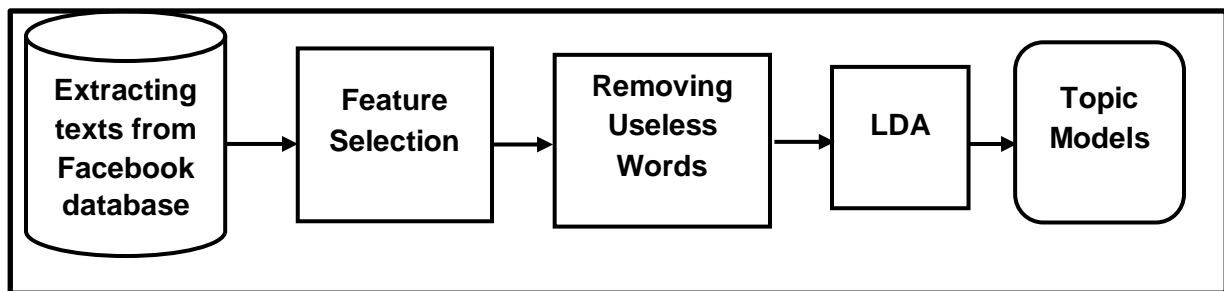 Extracting
texts from
Facebook
database
Feature
Selection
Removing
Useless
Words
LDA
Topic
Models